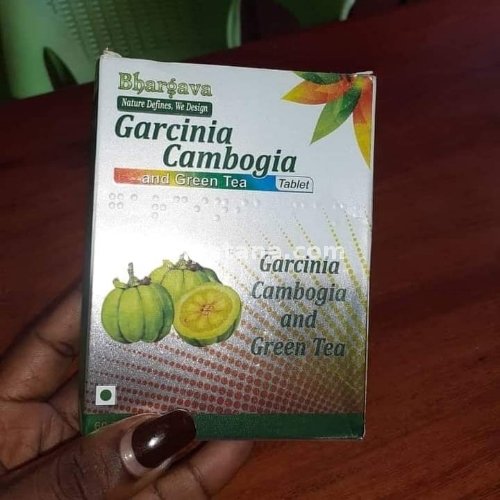 Bhargava
Nature Defines, We Design
Garcinia
Cambogia
and Green Tea
Tablet
Garcinia
Cambogia
and
Green Tea